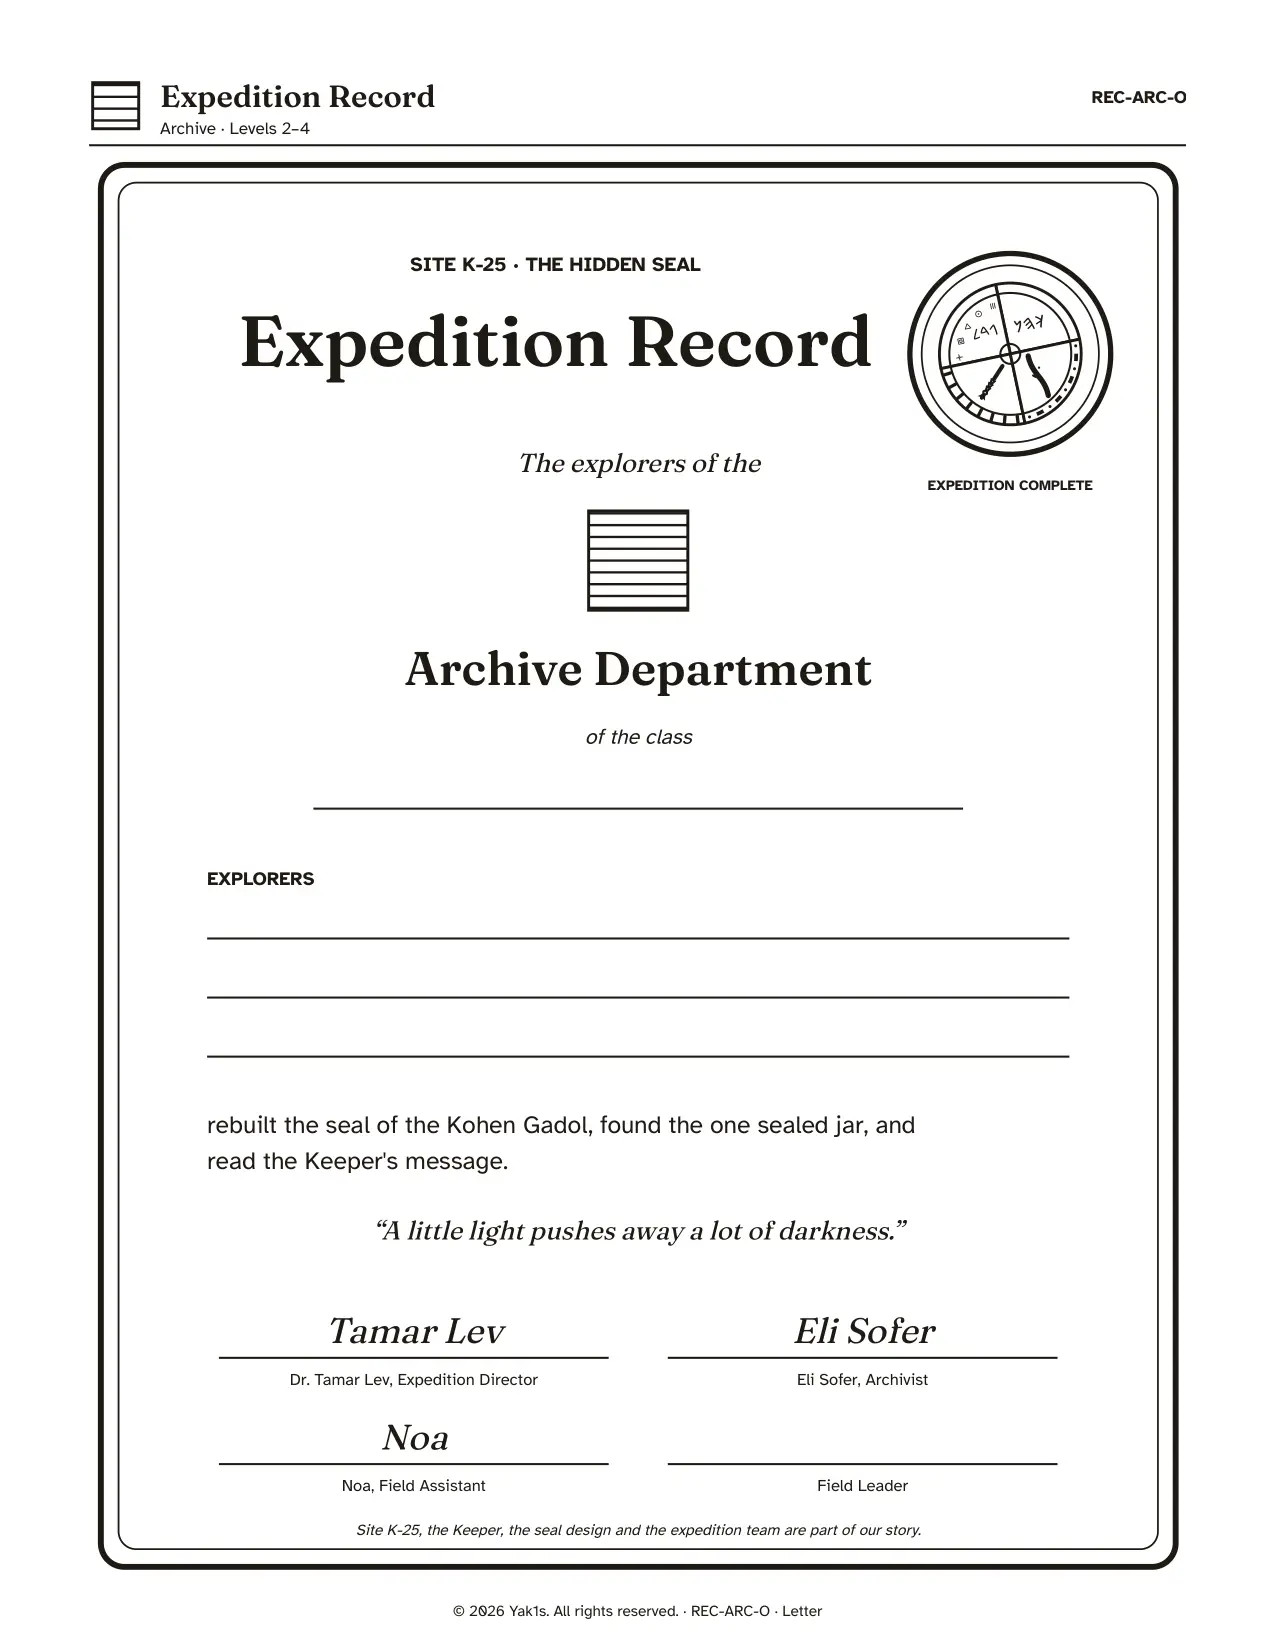 Expedition Record
Archive · Levels 2–4
REC-ARC-O
SITE K-25 · THE HIDDEN SEAL
Expedition Record
EXPEDITION COMPLETE
The explorers of the
Archive Department
of the class
EXPLORERS
rebuilt the seal of the Kohen Gadol, found the one sealed jar, and
read the Keeper's message.
“A little light pushes away a lot of darkness.”
Tamar Lev
Dr. Tamar Lev, Expedition Director
Eli Sofer
Eli Sofer, Archivist
Noa
Noa, Field Assistant
Field Leader
Site K-25, the Keeper, the seal design and the expedition team are part of our story.
© 2026 Yak1s. All rights reserved. · REC-ARC-O · Letter